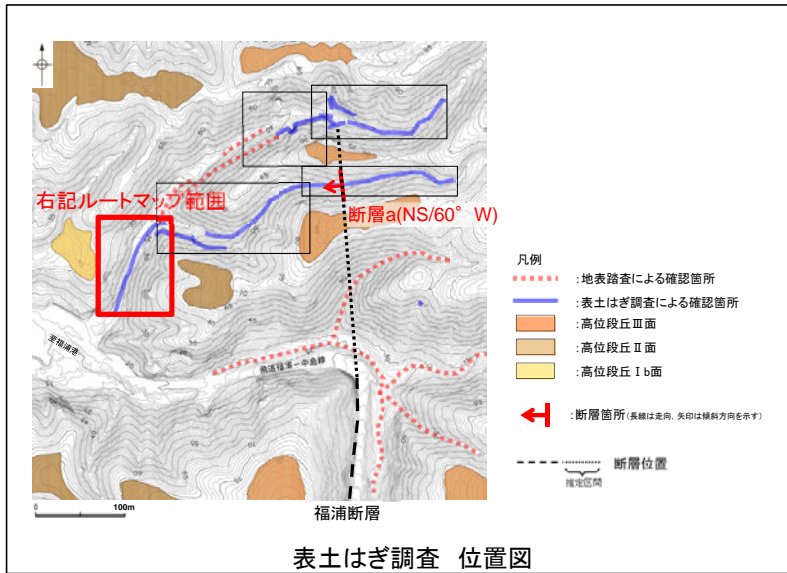 右記ルートマップ範囲
断層a(NS/60°W)
至福浦港
県道福浦-中島線
0 100m
福浦断層
凡例
:地表踏査による確認箇所
:表土はぎ調査による確認箇所
:高位段丘Ⅲ面
:高位段丘Ⅱ面
:高位段丘Ⅰb面
:断層箇所(長線は走向, 矢印は傾斜方向を示す)
断層位置
推定区間
表土はぎ調査 位置図